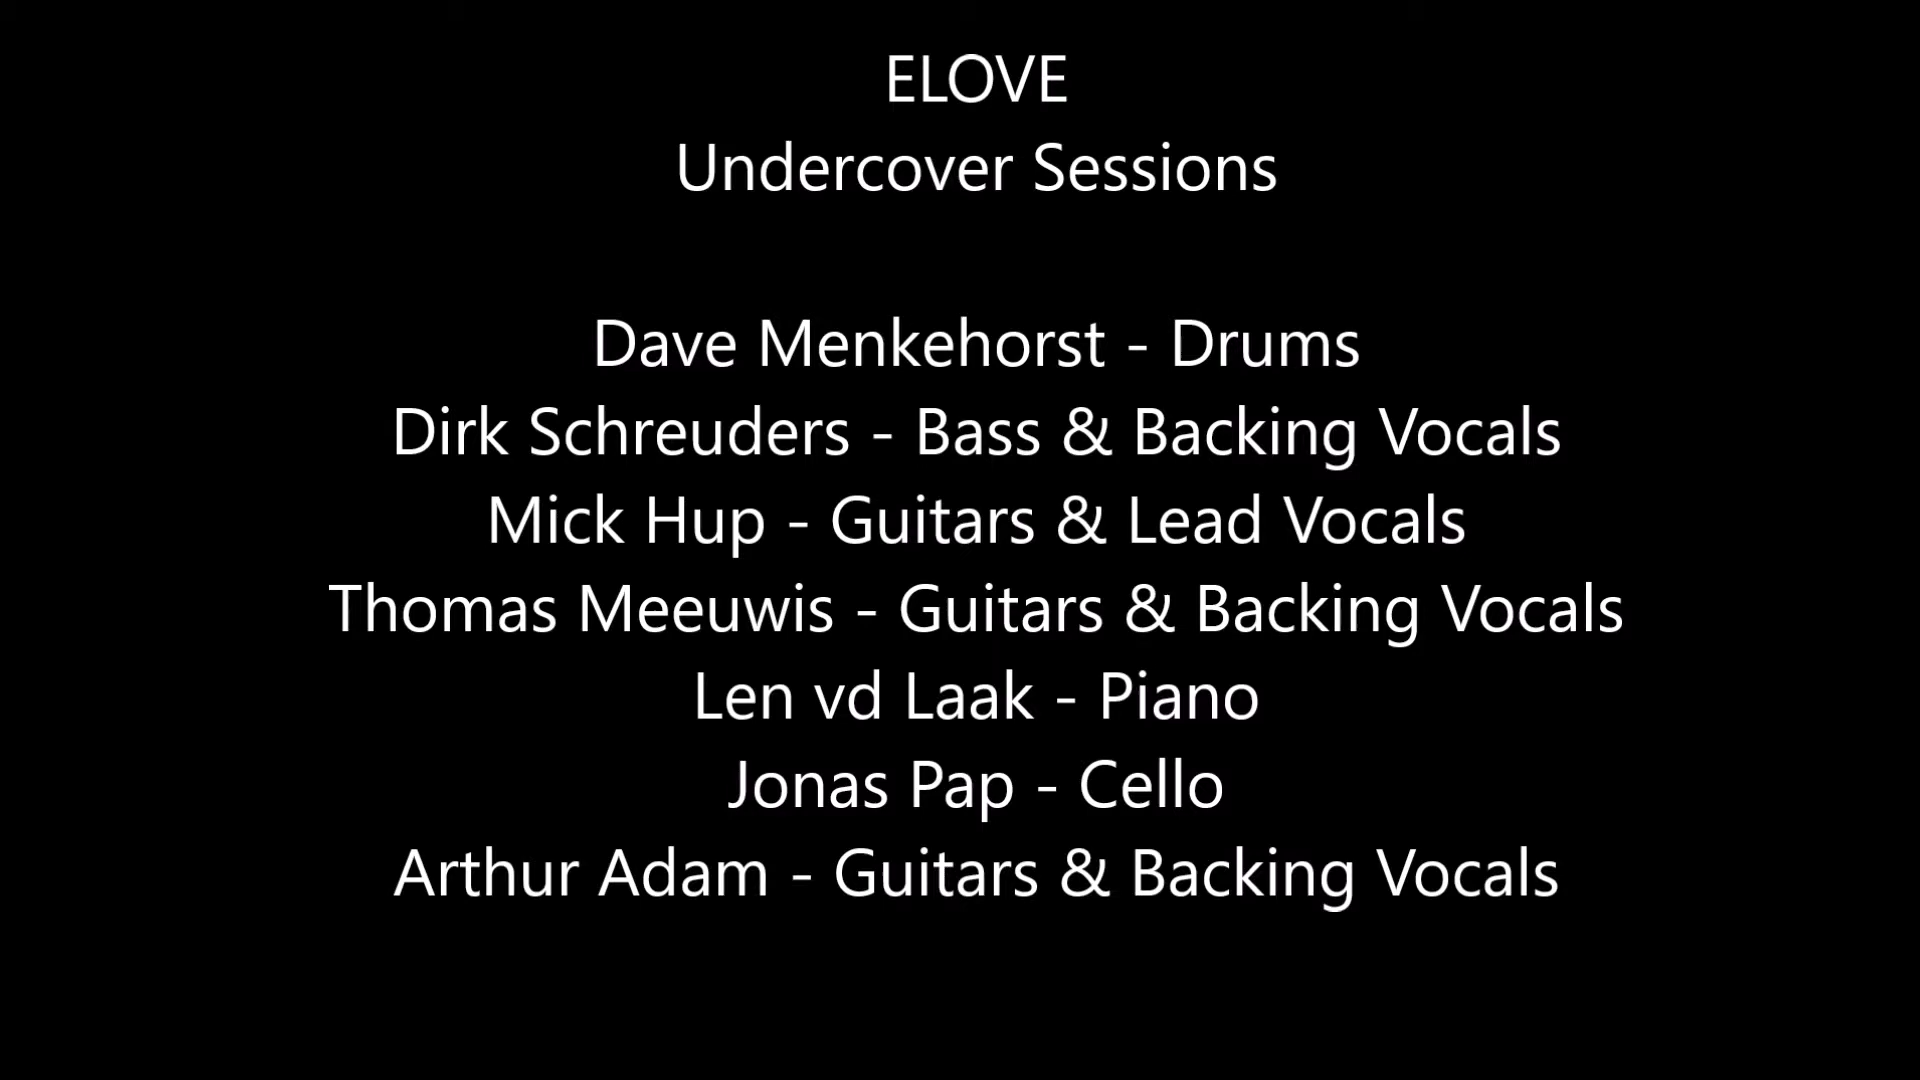 ELOVE
Undercover Sessions
Dave Menkehorst - Drums
Dirk Schreuders - Bass & Backing Vocals
Mick Hup - Guitars & Lead Vocals
Thomas Meeuwis - Guitars & Backing Vocals
Len vd Laak - Piano
Jonas Pap - Cello
Arthur Adam - Guitars & Backing Vocals